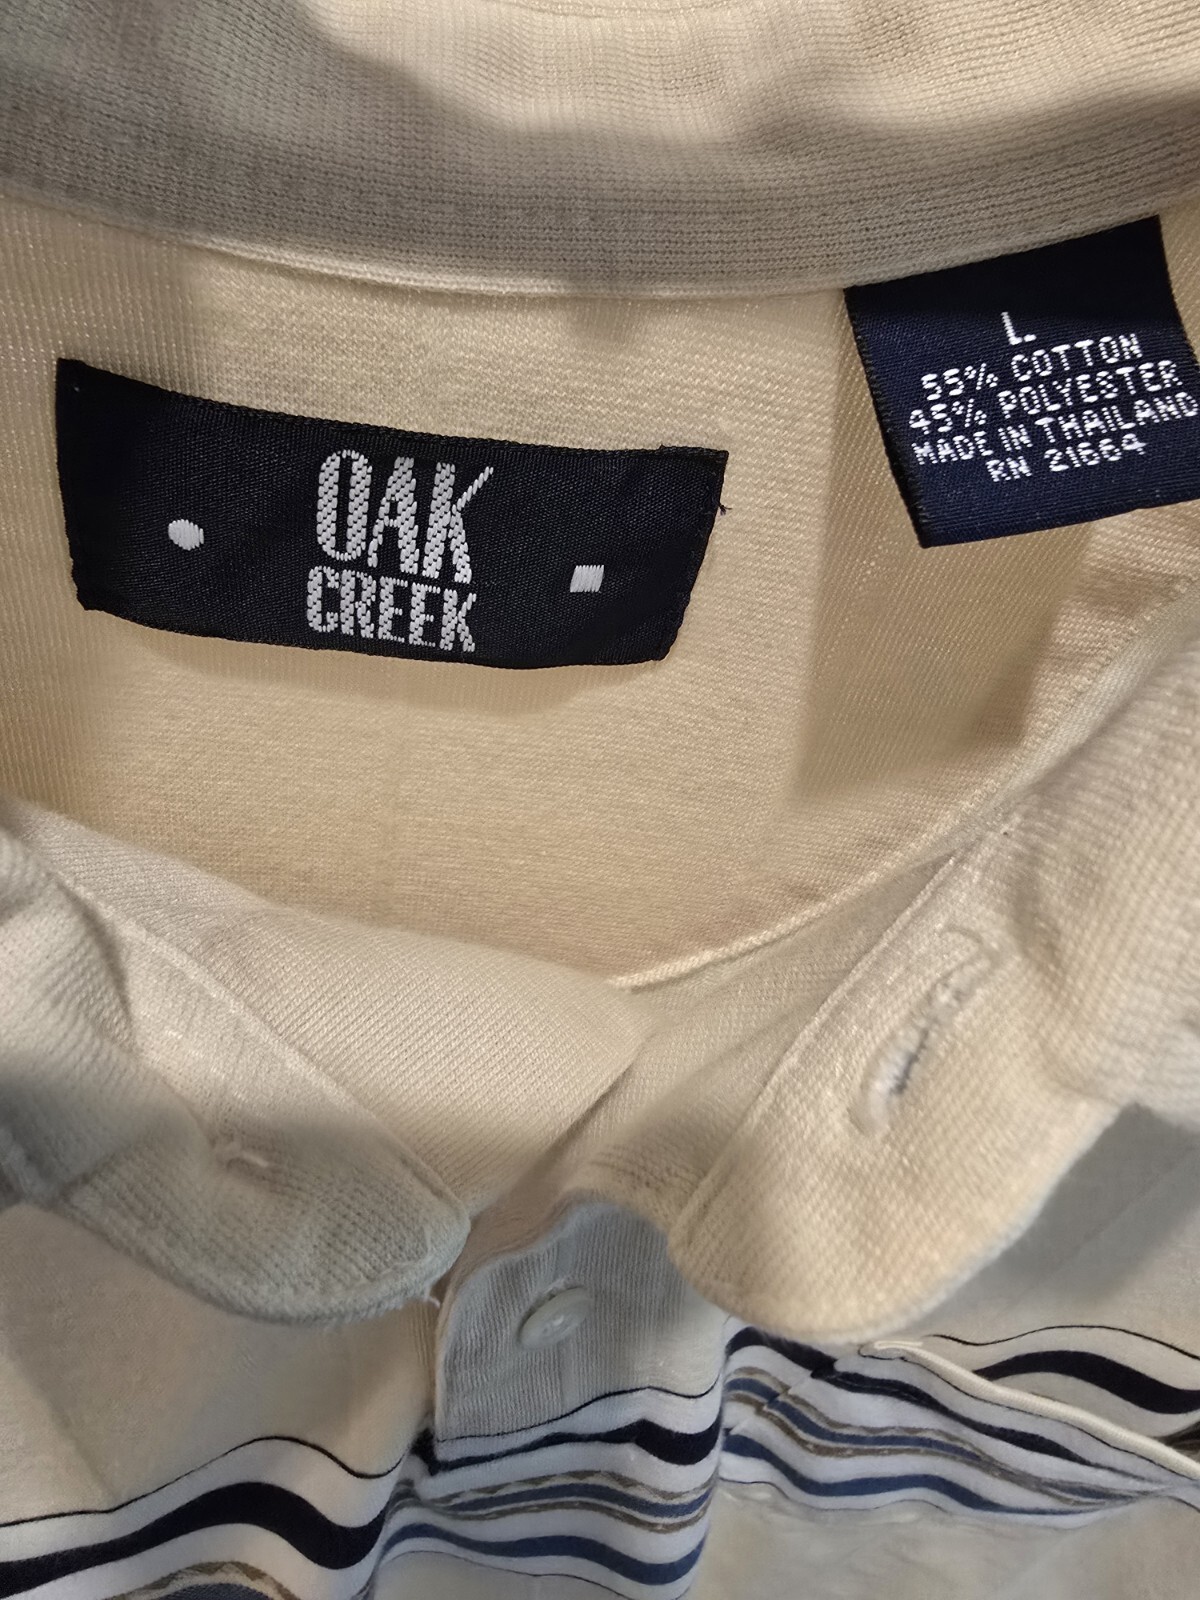 OAK
CREEK
L
55% COTTON
45% POLYESTER
MADE IN THAILAND
RN 21664